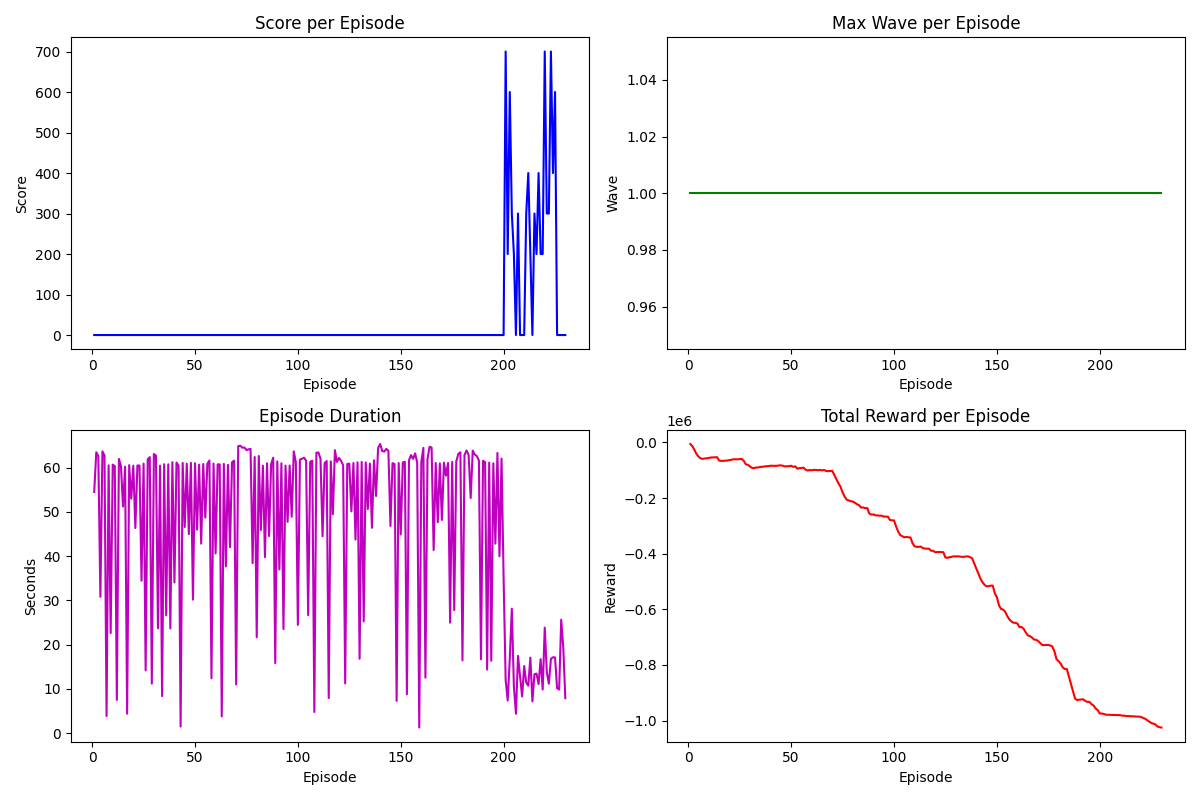 Score per Episode
Max Wave per Episode
700
600
500
400
300
200
100
0
Score
0 50 100 150 200
Episode
1.04
1.02
1.00
0.98
0.96
Wave
0 50 100 150 200
Episode
Episode Duration
Total Reward per Episode
60
50
40
30
20
10
0
Seconds
0 50 100 150 200
Episode
1e6
0.0
−0.2
−0.4
−0.6
−0.8
−1.0
Reward
0 50 100 150 200
Episode